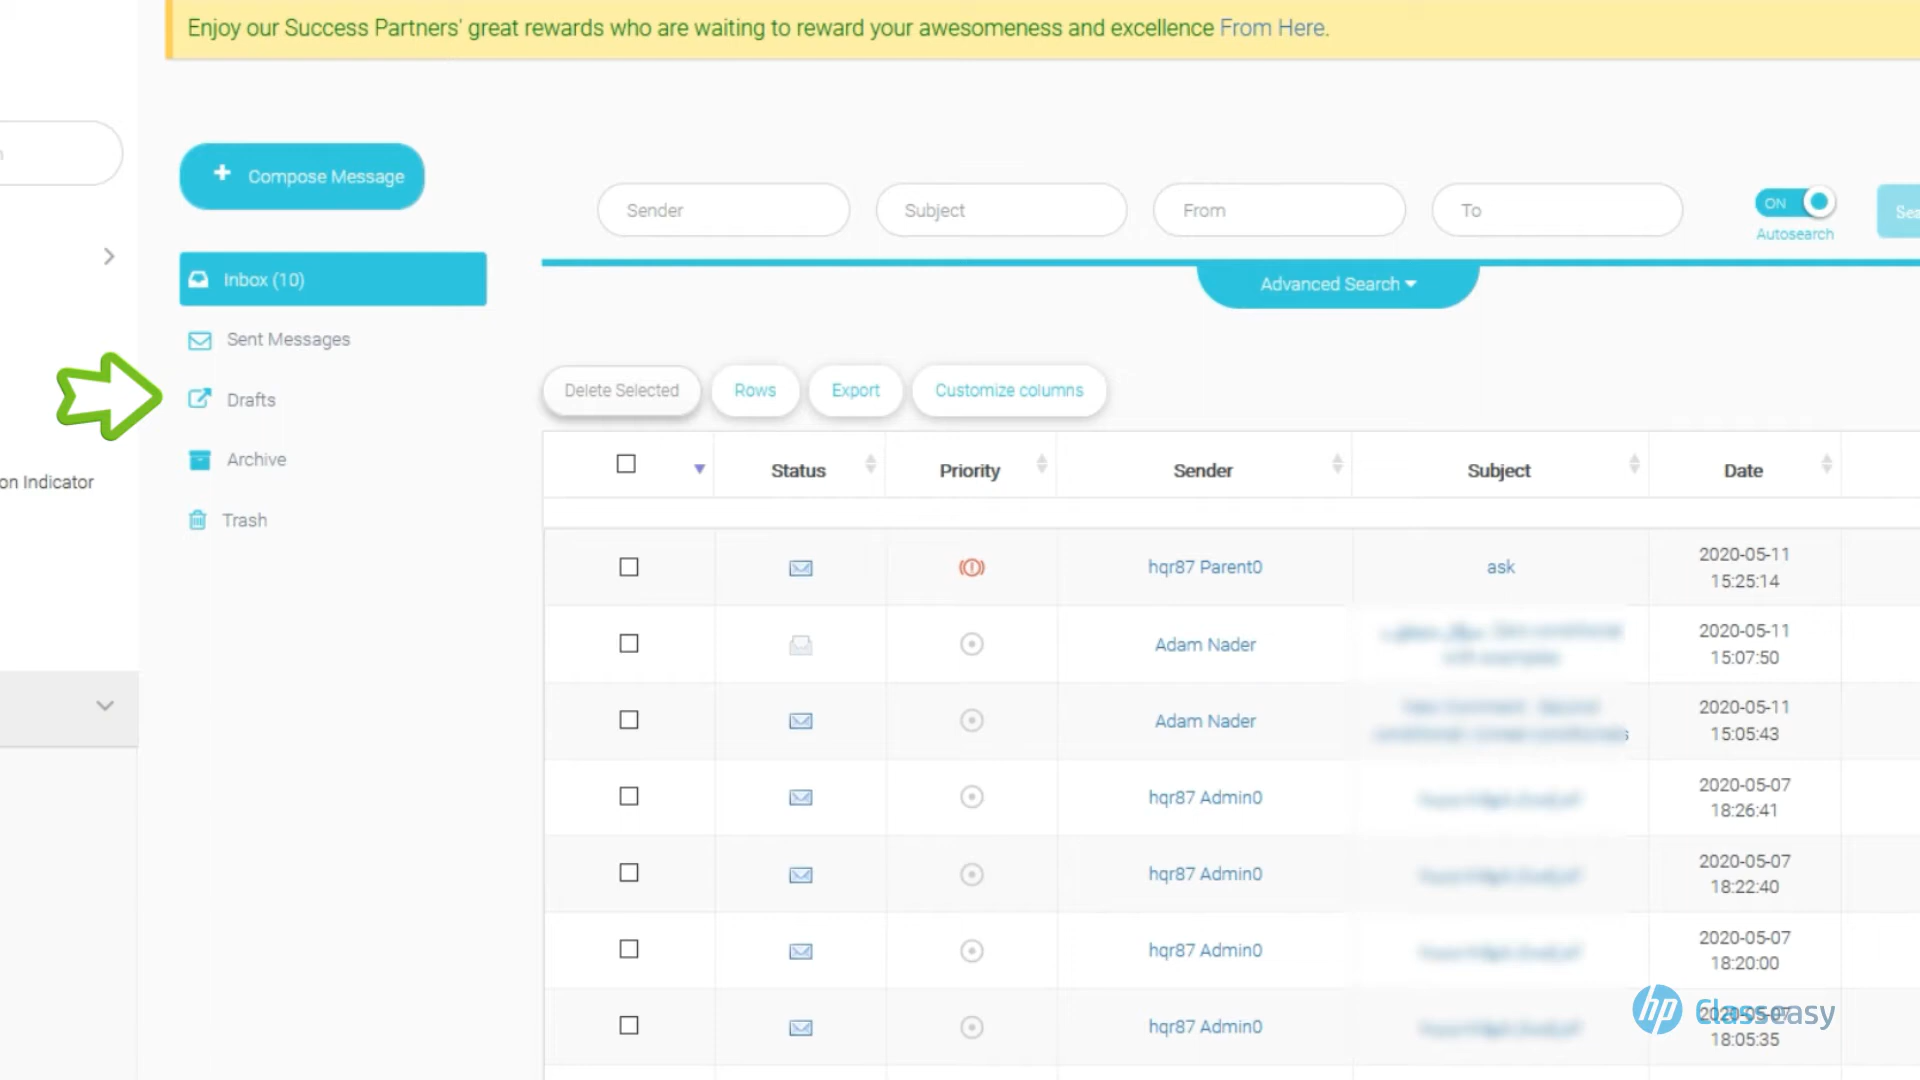 Enjoy our Success Partners' great rewards who are waiting to reward your awesomeness and excellence From Here.
Compose Message
Sender
Subject
From
To
ON
Autosearch
Inbox (10)
Advanced Search
Sent Messages
Drafts
Archive
Trash
on Indicator
Delete Selected
Rows
Export
Customize columns
Status
Priority
Sender
Subject
Date
hqr87 Parent0
ask
2020-05-11
15:25:14
Adam Nader
2020-05-11
15:07:50
Adam Nader
2020-05-11
15:05:43
hqr87 Admin0
2020-05-07
18:26:41
hqr87 Admin0
2020-05-07
18:22:40
hqr87 Admin0
2020-05-07
18:20:00
hqr87 Admin0
2020-05-07
18:05:35
hp Classeasy